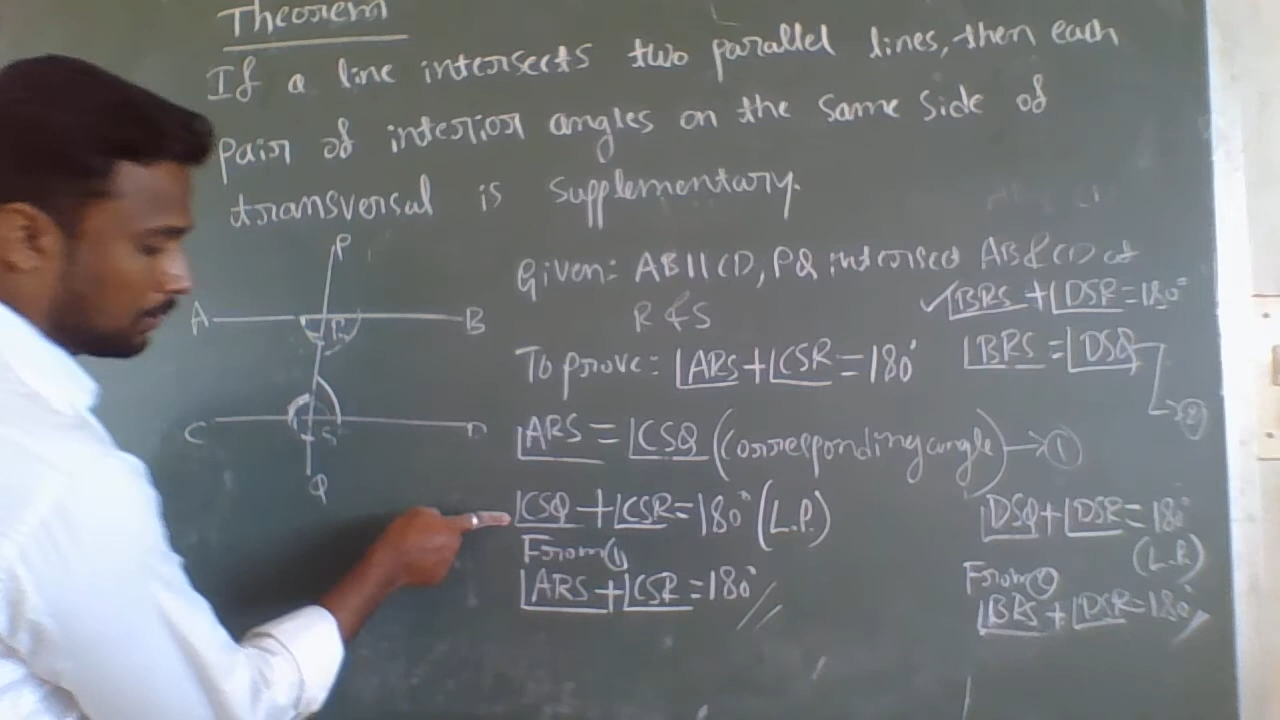 Theorem
If a line intersects two parallel lines, then each
pair of interior angles on the same side of
transversal is supplementary.
P
A R B
C S D
Q
Given: AB||CD, PQ intersect AB & CD at
R & S
To prove: ∠ARS + ∠CSR = 180°
∠ARS = ∠CSQ (corresponding angle) → ①
∠CSQ + ∠CSR = 180° (L.P.)
From ①
∠ARS + ∠CSR = 180° //
✓∠BRS + ∠DSR = 180°
∠BRS = ∠DSQ → ②
∠DSQ + ∠DSR = 180°
(L.P.)
From ②
∠BRS + ∠DSR = 180°